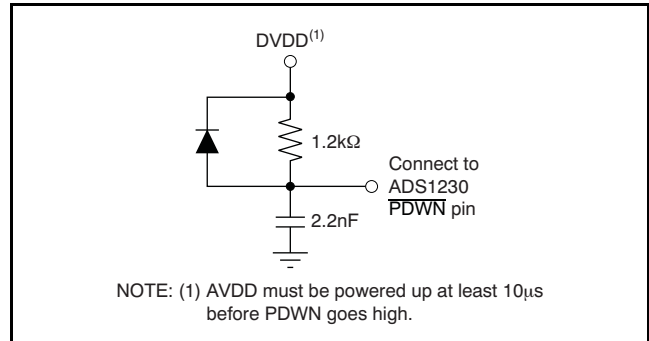 DVDD(1)
1.2kΩ
Connect to
ADS1230
PDWN pin
2.2nF
NOTE: (1) AVDD must be powered up at least 10μs
before PDWN goes high.